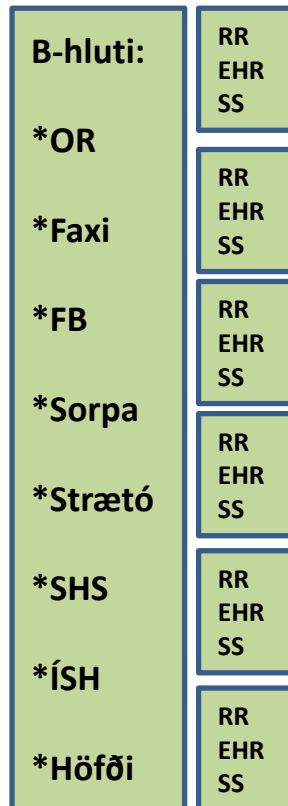 B-hluti:
*OR
*Faxi
*FB
*Sorpa
*Strætó
*SHS
*ÍSH
*Höfði
RR
EHR
SS
RR
EHR
SS
RR
EHR
SS
RR
EHR
SS
RR
EHR
SS
RR
EHR
SS